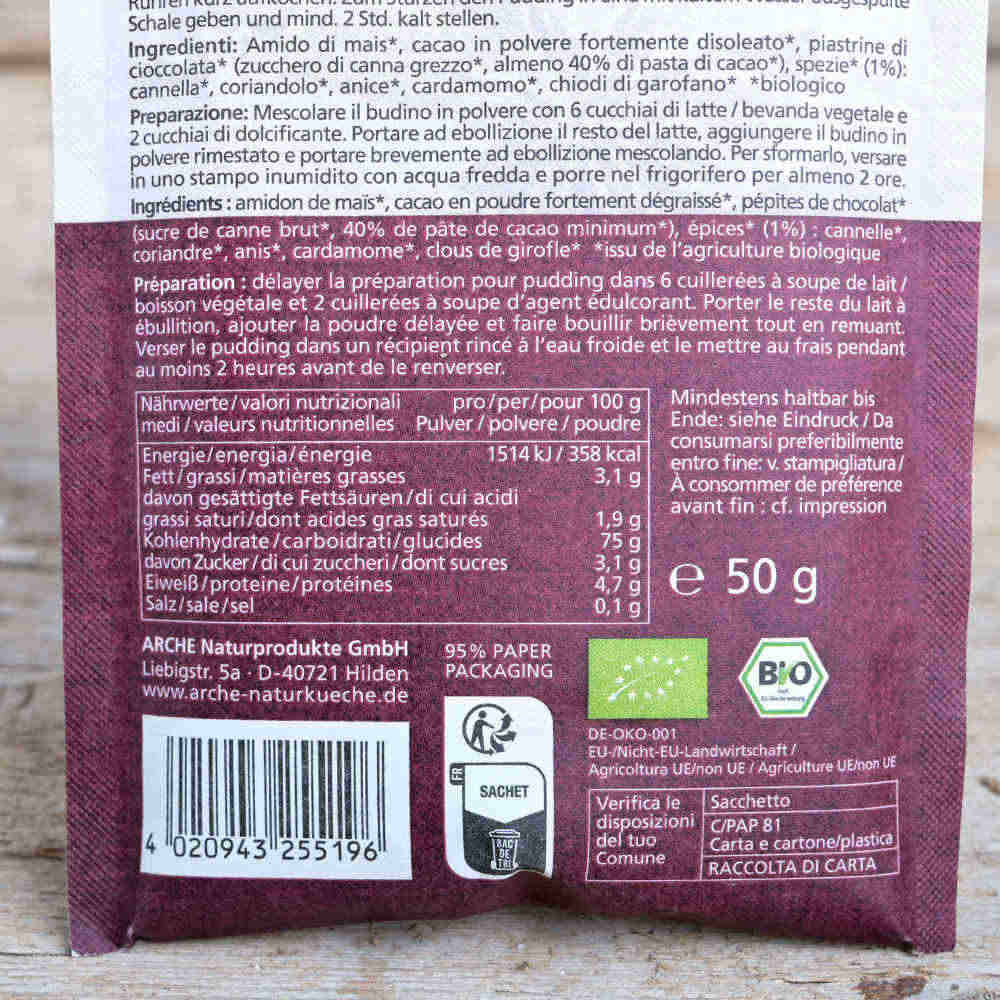 Schale geben und mind. 2 Std. kalt stellen.
Ingredienti: Amido di mais*, cacao in polvere fortemente disoleato*, piastrine di
cioccolata* (zucchero di canna grezzo*, almeno 40% di pasta di cacao*), spezie* (1%):
cannella*, coriandolo*, anice*, cardamomo*, chiodi di garofano* *biologico
Preparazione: Mescolare il budino in polvere con 6 cucchiai di latte / bevanda vegetale e
2 cucchiai di dolcificante. Portare ad ebollizione il resto del latte, aggiungere il budino in
polvere rimestato e portare brevemente ad ebollizione mescolando. Per sformarlo, versare
in uno stampo inumidito con acqua fredda e porre nel frigorifero per almeno 2 ore.
Ingrédients : amidon de maïs*, cacao en poudre fortement dégraissé*, pépites de chocolat*
(sucre de canne brut*, 40% de pâte de cacao minimum*), épices* (1%) : cannelle*,
coriandre*, anis*, cardamome*, clous de girofle* *issu de l'agriculture biologique
Préparation : délayer la préparation pour pudding dans 6 cuillerées à soupe de lait /
boisson végétale et 2 cuillerées à soupe d'agent édulcorant. Porter le reste du lait à
ébullition, ajouter la poudre délayée et faire bouillir brièvement tout en remuant.
Verser le pudding dans un récipient rincé à l'eau froide et le mettre au frais pendant
au moins 2 heures avant de le renverser.
Nährwerte / valori nutrizionali pro / per / pour 100 g
medi / valeurs nutritionnelles Pulver / polvere / poudre
Energie / energia / énergie 1514 kJ / 358 kcal
Fett / grassi / matières grasses 3,1 g
davon gesättigte Fettsäuren / di cui acidi
grassi saturi / dont acides gras saturés 1,9 g
Kohlenhydrate / carboidrati / glucides 75 g
davon Zucker / di cui zuccheri / dont sucres 3,1 g
Eiweiß / proteine / protéines 4,7 g
Salz / sale / sel 0,1 g
Mindestens haltbar bis
Ende: siehe Eindruck / Da
consumarsi preferibilmente
entro fine: v. stampigliatura /
À consommer de préférence
avant fin : cf. impression
e 50 g
ARCHE Naturprodukte GmbH
Liebigstr. 5a · D-40721 Hilden
www.arche-naturkueche.de
95% PAPER
PACKAGING
BIO
DE-ÖKO-001
EU-/Nicht-EU-Landwirtschaft /
Agricoltura UE/non UE / Agriculture UE/non UE
FR
SACHET
BAC
DE
TRI
4 020943 255196
Verifica le
disposizioni
del tuo
Comune
Sacchetto
C/PAP 81
Carta e cartone/plastica
RACCOLTA DI CARTA